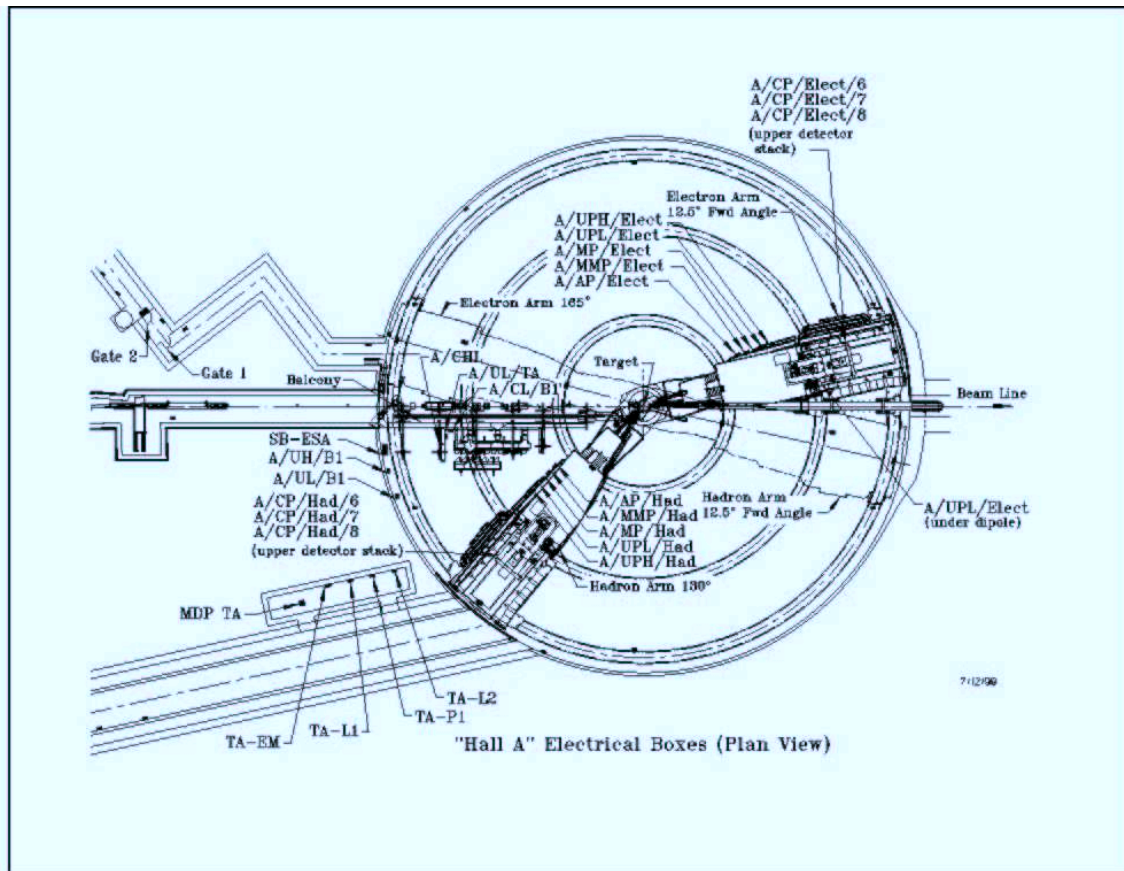 A/CP/Elect/6
A/CP/Elect/7
A/CP/Elect/8
(upper detector
stack)
Electron Arm
12.5° Fwd Angle
A/UPH/Elect
A/UPL/Elect
A/MP/Elect
A/MMP/Elect
A/AP/Elect
Electron Arm 165°
Gate 2
Gate 1
A/CHL
Balcony
A/UL/TA
A/CL/B1
Target
Beam Line
SB-ESA
A/UH/B1
A/UL/B1
A/CP/Had/6
A/CP/Had/7
A/CP/Had/8
(upper detector stack)
A/AP/Had
A/MMP/Had
A/MP/Had
A/UPL/Had
A/UPH/Had
Hadron Arm
12.5° Fwd Angle
A/UPL/Elect
(under dipole)
Hadron Arm 130°
MDP TA
TA-L2
TA-P1
TA-L1
TA-EM
7/12/99
"Hall A" Electrical Boxes (Plan View)